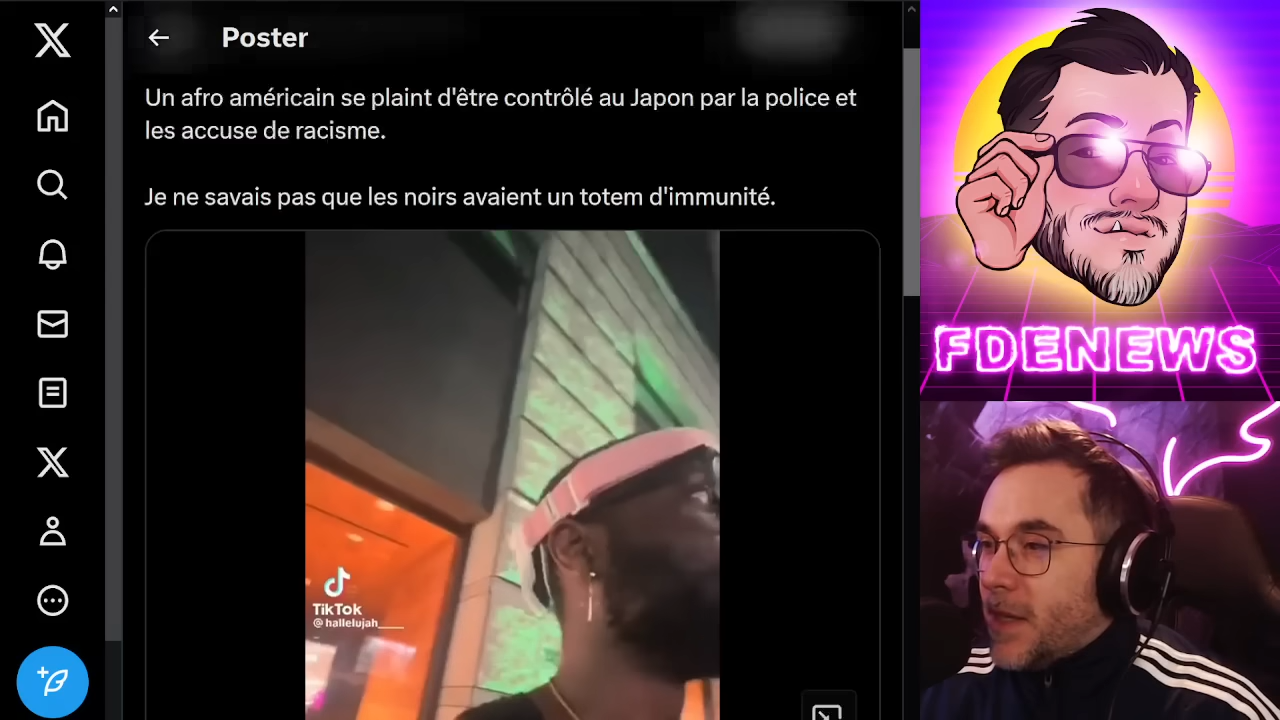 Poster
Un afro américain se plaint d'être contrôlé au Japon par la police et
les accuse de racisme.
Je ne savais pas que les noirs avaient un totem d'immunité.
TikTok
@hallelujah____
FDENEWS